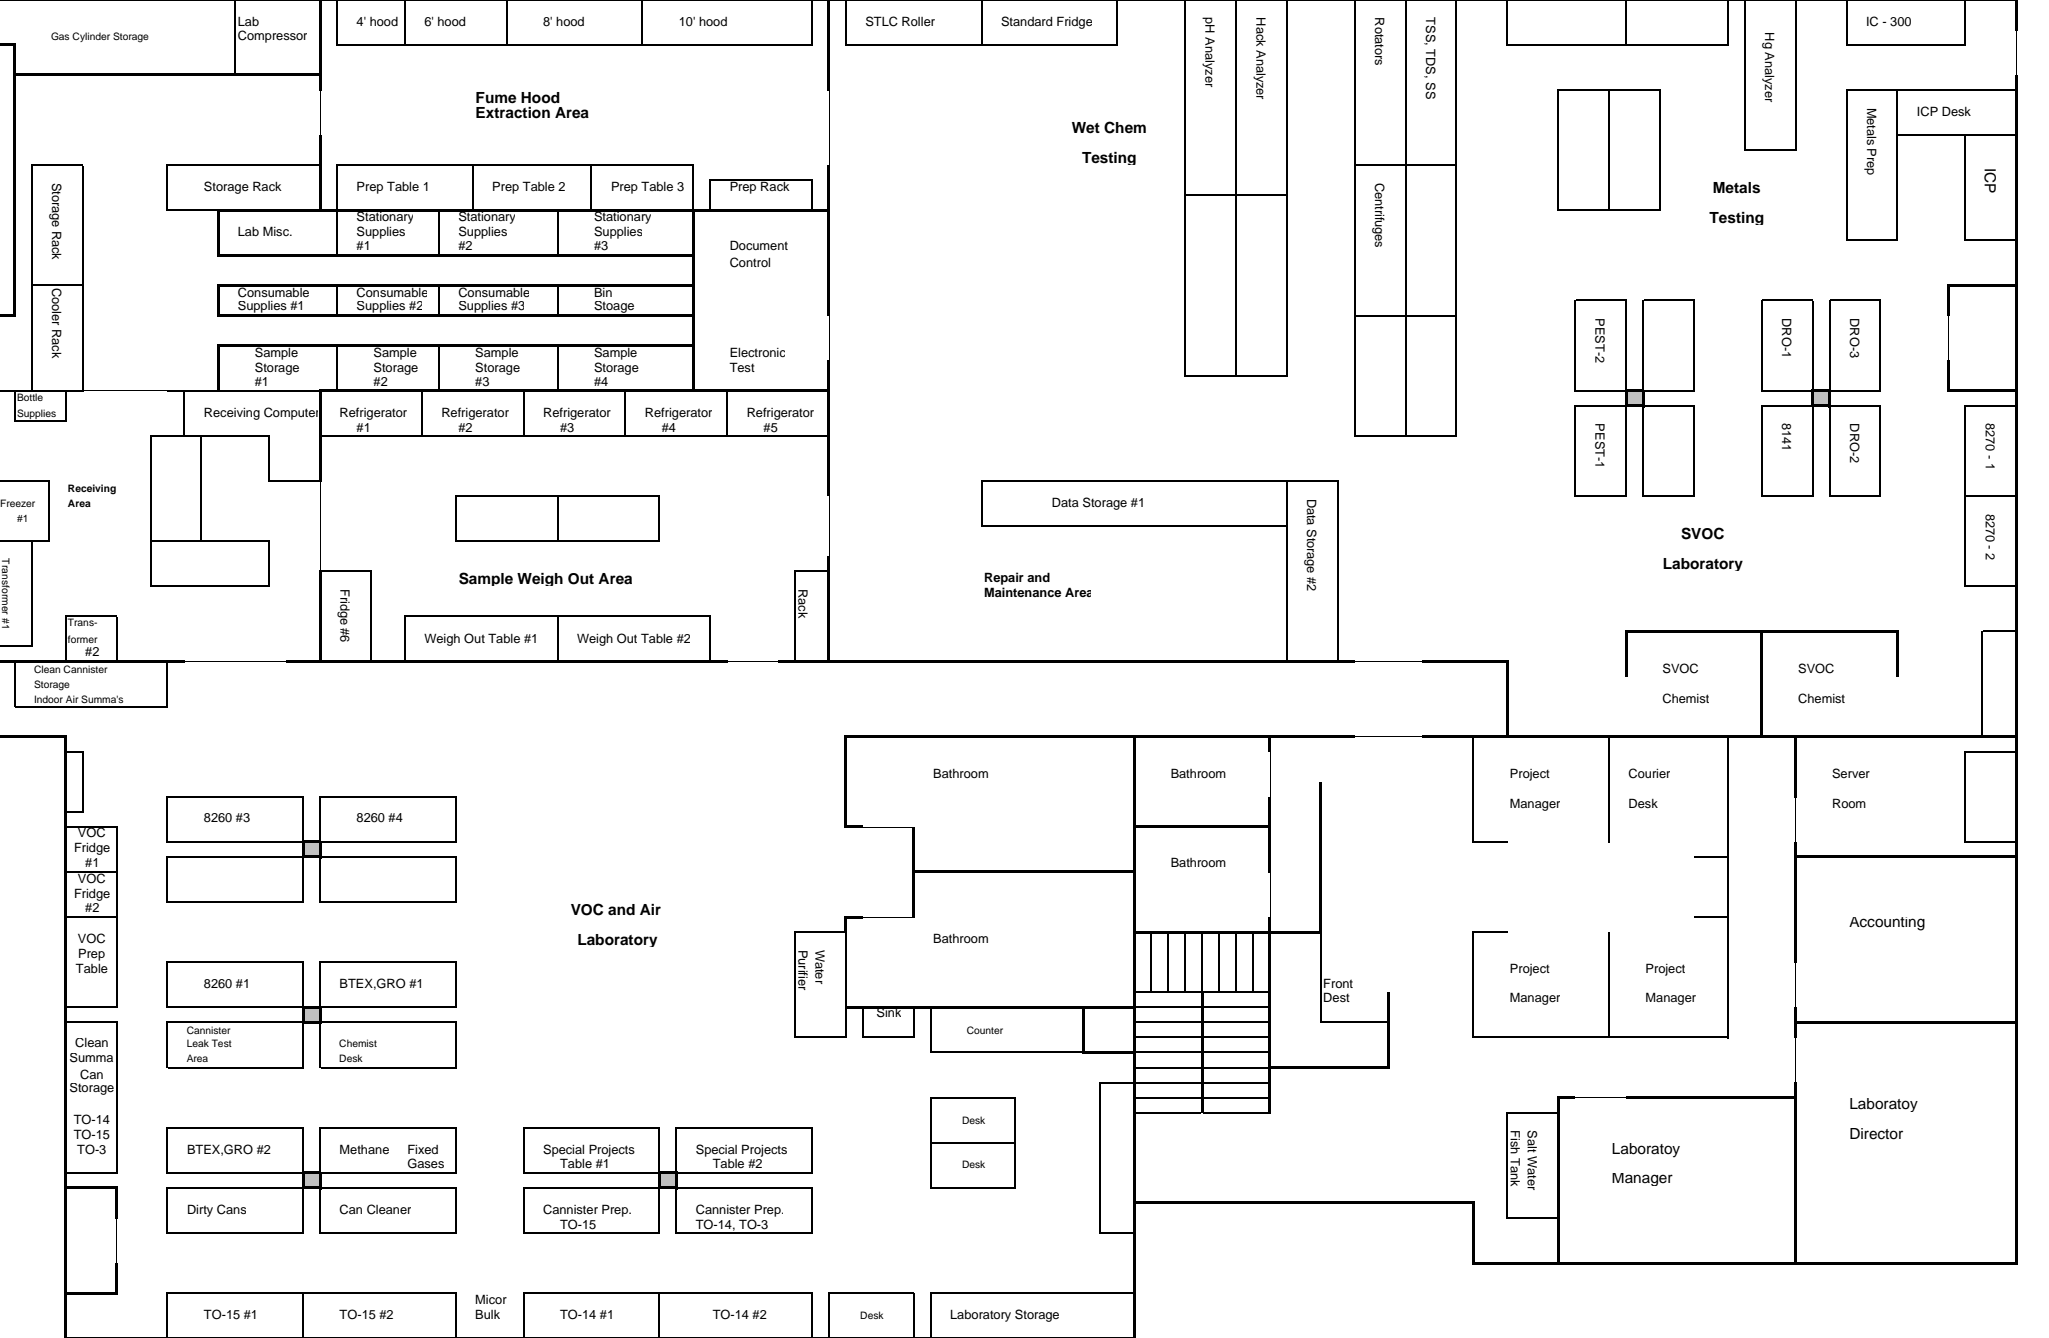 Gas Cylinder Storage
Lab
Compressor
4' hood
6' hood
8' hood
10' hood
STLC Roller
Standard Fridge
pH Analyzer
Hack Analyzer
Rotators
TSS, TDS, SS
Hg Analyzer
IC - 300
Fume Hood
Extraction Area
Wet Chem
Testing
Metals Prep
ICP Desk
ICP
Metals
Testing
Storage Rack
Storage Rack
Prep Table 1
Prep Table 2
Prep Table 3
Prep Rack
Centrifuges
Lab Misc.
Stationary
Supplies
#1
Stationary
Supplies
#2
Stationary
Supplies
#3
Document
Control
Cooler Rack
Consumable
Supplies #1
Consumable
Supplies #2
Consumable
Supplies #3
Bin
Stoage
Sample
Storage
#1
Sample
Storage
#2
Sample
Storage
#3
Sample
Storage
#4
Electronic
Test
PEST-2
DRO-1
DRO-3
Bottle
Supplies
Receiving Computer
Refrigerator
#1
Refrigerator
#2
Refrigerator
#3
Refrigerator
#4
Refrigerator
#5
PEST-1
8141
DRO-2
8270 - 1
Freezer
#1
Receiving
Area
Data Storage #1
Data Storage #2
8270 - 2
SVOC
Laboratory
Transformer #1
Sample Weigh Out Area
Fridge #6
Rack
Repair and
Maintenance Area
Trans-
former
#2
Weigh Out Table #1
Weigh Out Table #2
Clean Cannister
Storage
Indoor Air Summa's
SVOC
Chemist
SVOC
Chemist
Bathroom
Bathroom
Project
Manager
Courier
Desk
Server
Room
8260 #3
8260 #4
VOC
Fridge
#1
VOC
Fridge
#2
Bathroom
VOC and Air
Laboratory
Bathroom
Accounting
VOC
Prep
Table
Water
Purifier
8260 #1
BTEX,GRO #1
Front
Dest
Project
Manager
Project
Manager
Sink
Counter
Cannister
Leak Test
Area
Chemist
Desk
Clean
Summa
Can
Storage
TO-14
TO-15
TO-3
Desk
Desk
Laboratoy
Director
BTEX,GRO #2
Methane
Fixed
Gases
Special Projects
Table #1
Special Projects
Table #2
Salt Water
Fish Tank
Laboratoy
Manager
Dirty Cans
Can Cleaner
Cannister Prep.
TO-15
Cannister Prep.
TO-14, TO-3
TO-15 #1
TO-15 #2
Micor
Bulk
TO-14 #1
TO-14 #2
Desk
Laboratory Storage